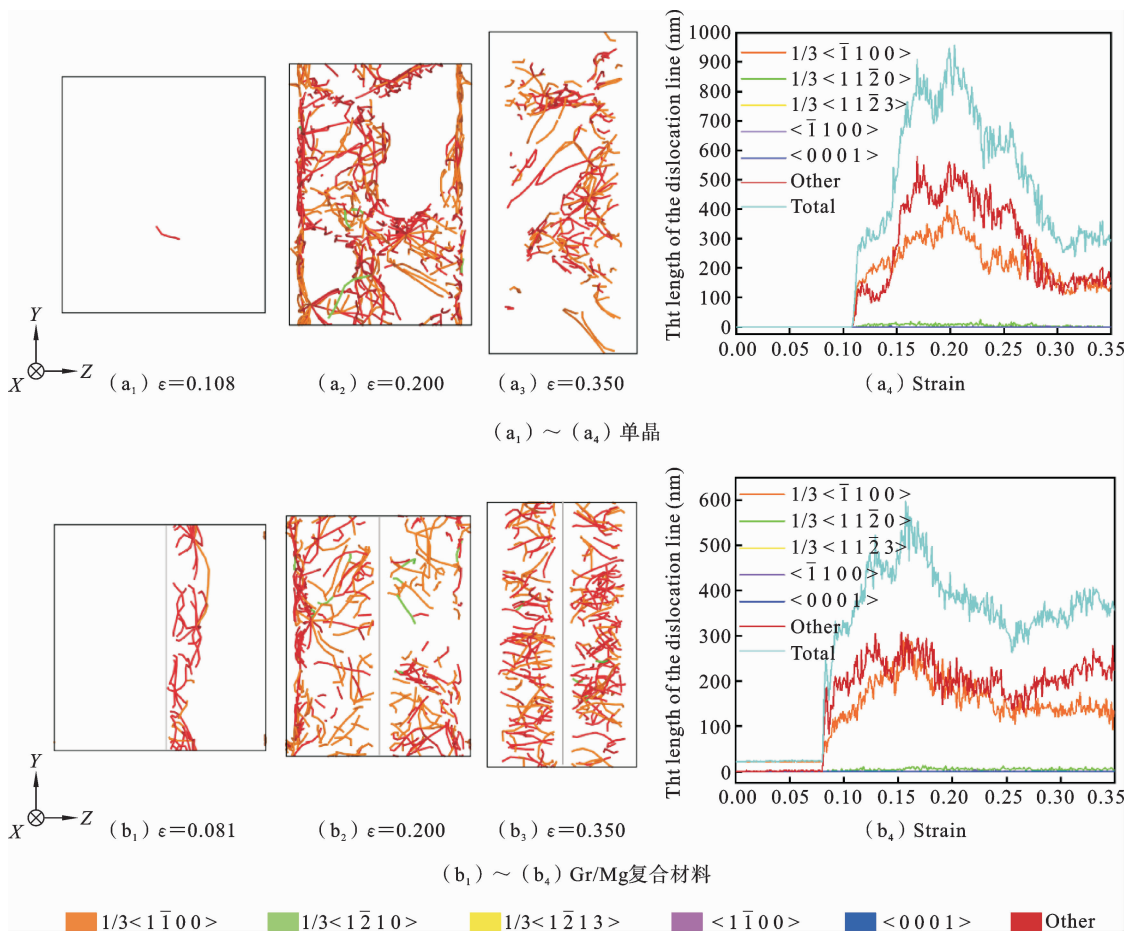 Tht length of the dislocation line (nm)
1000
900
800
700
600
500
400
300
200
100
0
1/3<1̄100>
1/3<112̄0>
1/3<112̄3>
<1̄100>
<0001>
Other
Total
0.00 0.05 0.10 0.15 0.20 0.25 0.30 0.35
Y
X Z
(a₁) ε=0.108 (a₂) ε=0.200 (a₃) ε=0.350 (a₄) Strain
(a₁)~(a₄)单晶
Tht length of the dislocation line (nm)
600
500
400
300
200
100
0
1/3<1̄100>
1/3<112̄0>
1/3<112̄3>
<1̄100>
<0001>
Other
Total
0.00 0.05 0.10 0.15 0.20 0.25 0.30 0.35
Y
X Z
(b₁) ε=0.081 (b₂) ε=0.200 (b₃) ε=0.350 (b₄) Strain
(b₁)~(b₄) Gr/Mg复合材料
1/3<11̄00> 1/3<12̄10> 1/3<12̄13> <11̄00> <0001> Other